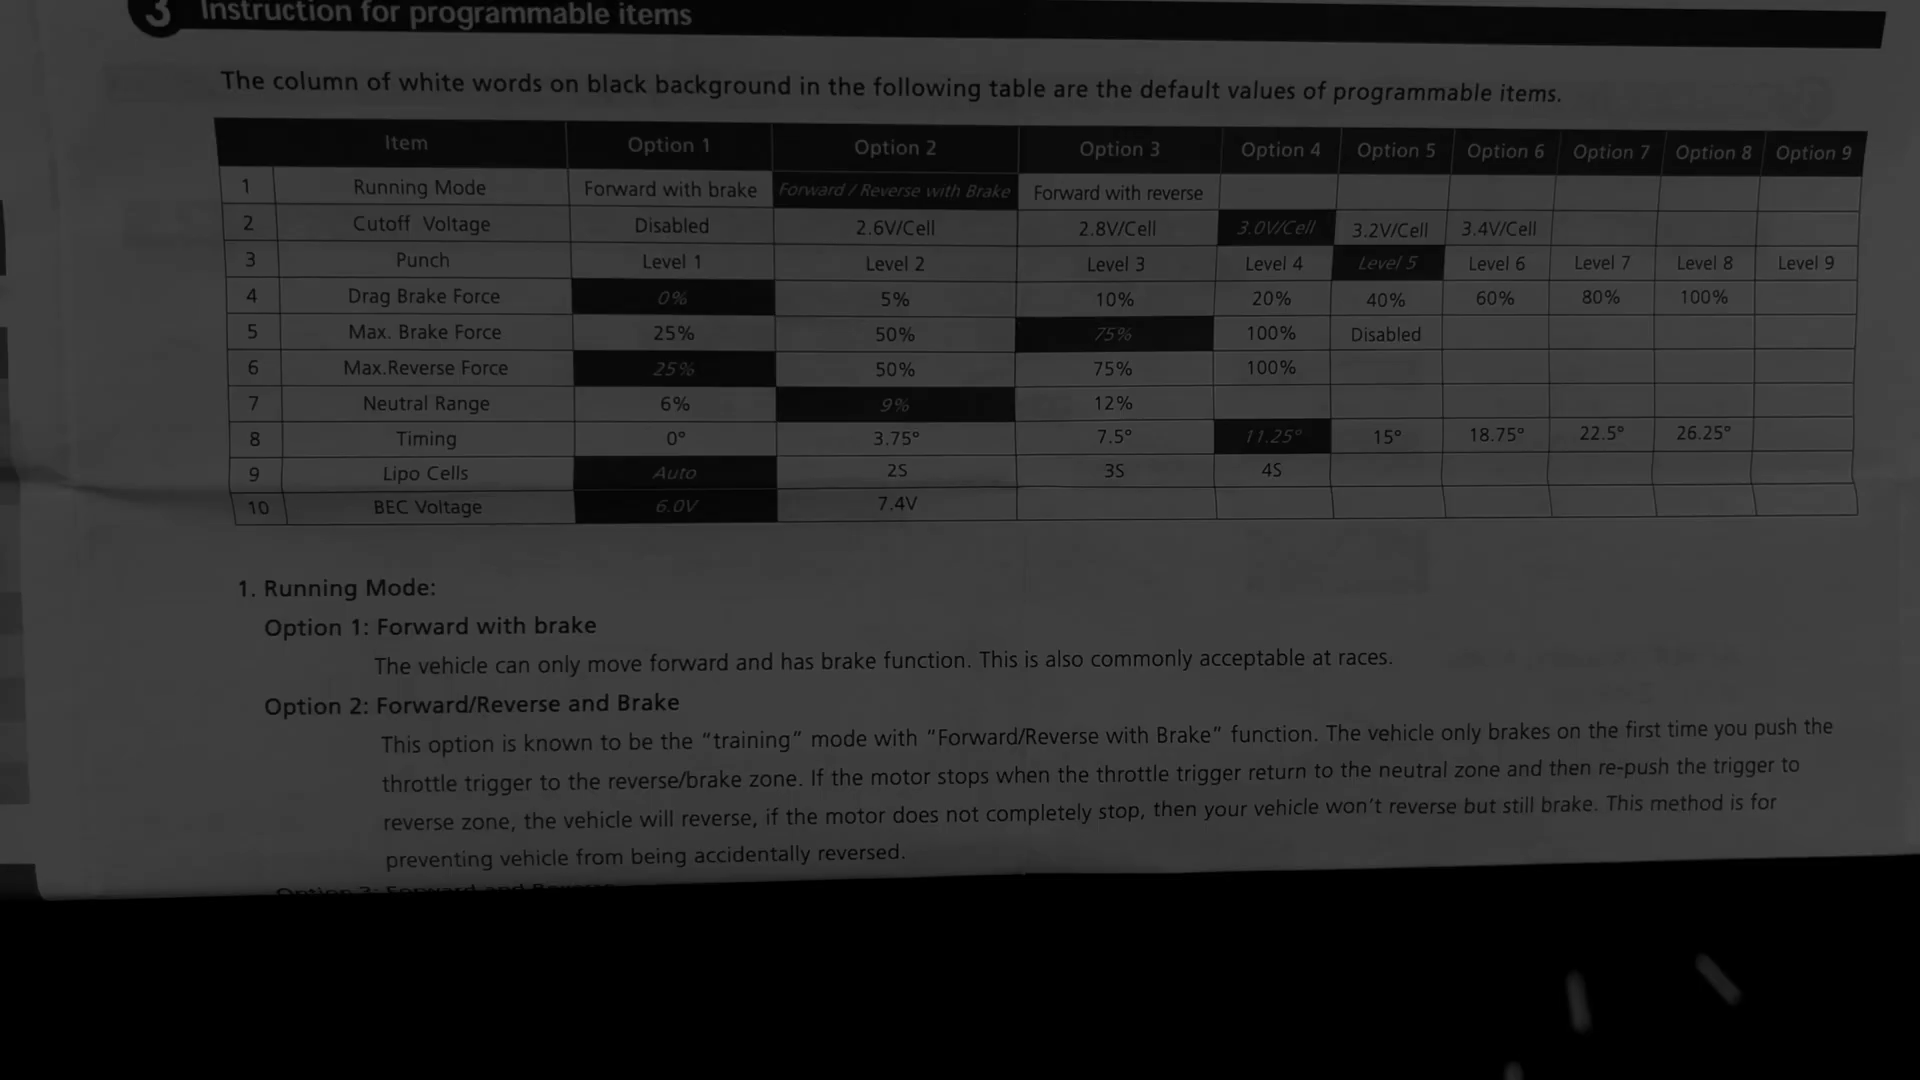 3 Instruction for programmable items
The column of white words on black background in the following table are the default values of programmable items.
Item Option 1 Option 2 Option 3 Option 4 Option 5 Option 6 Option 7 Option 8 Option 9
1 Running Mode Forward with brake Forward / Reverse with Brake Forward with reverse
2 Cutoff Voltage Disabled 2.6V/Cell 2.8V/Cell 3.0V/Cell 3.2V/Cell 3.4V/Cell
3 Punch Level 1 Level 2 Level 3 Level 4 Level 5 Level 6 Level 7 Level 8 Level 9
4 Drag Brake Force 0% 5% 10% 20% 40% 60% 80% 100%
5 Max. Brake Force 25% 50% 75% 100% Disabled
6 Max.Reverse Force 25% 50% 75% 100%
7 Neutral Range 6% 9% 12%
8 Timing 0° 3.75° 7.5° 11.25° 15° 18.75° 22.5° 26.25°
9 Lipo Cells Auto 2S 3S 4S
10 BEC Voltage 6.0V 7.4V
1. Running Mode:
Option 1: Forward with brake
The vehicle can only move forward and has brake function. This is also commonly acceptable at races.
Option 2: Forward/Reverse and Brake
This option is known to be the “training” mode with “Forward/Reverse with Brake” function. The vehicle only brakes on the first time you push the
throttle trigger to the reverse/brake zone. If the motor stops when the throttle trigger return to the neutral zone and then re-push the trigger to
reverse zone, the vehicle will reverse, if the motor does not completely stop, then your vehicle won’t reverse but still brake. This method is for
preventing vehicle from being accidentally reversed.
Option 3: Forward and Reverse